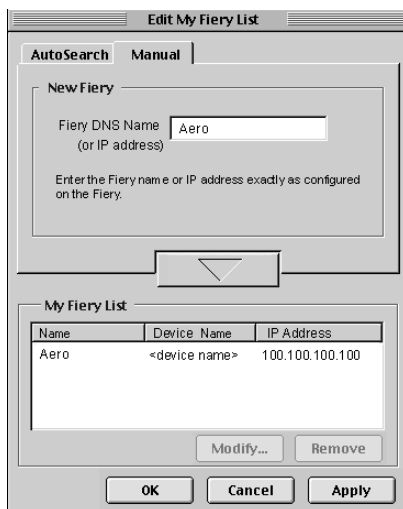 Edit My Fiery List
AutoSearch Manual
New Fiery
Fiery DNS Name Aero
(or IP address)
Enter the Fiery name or IP address exactly as configured
on the Fiery.
My Fiery List
Name Device Name IP Address
Aero <device name> 100.100.100.100
Modify... Remove
OK Cancel Apply